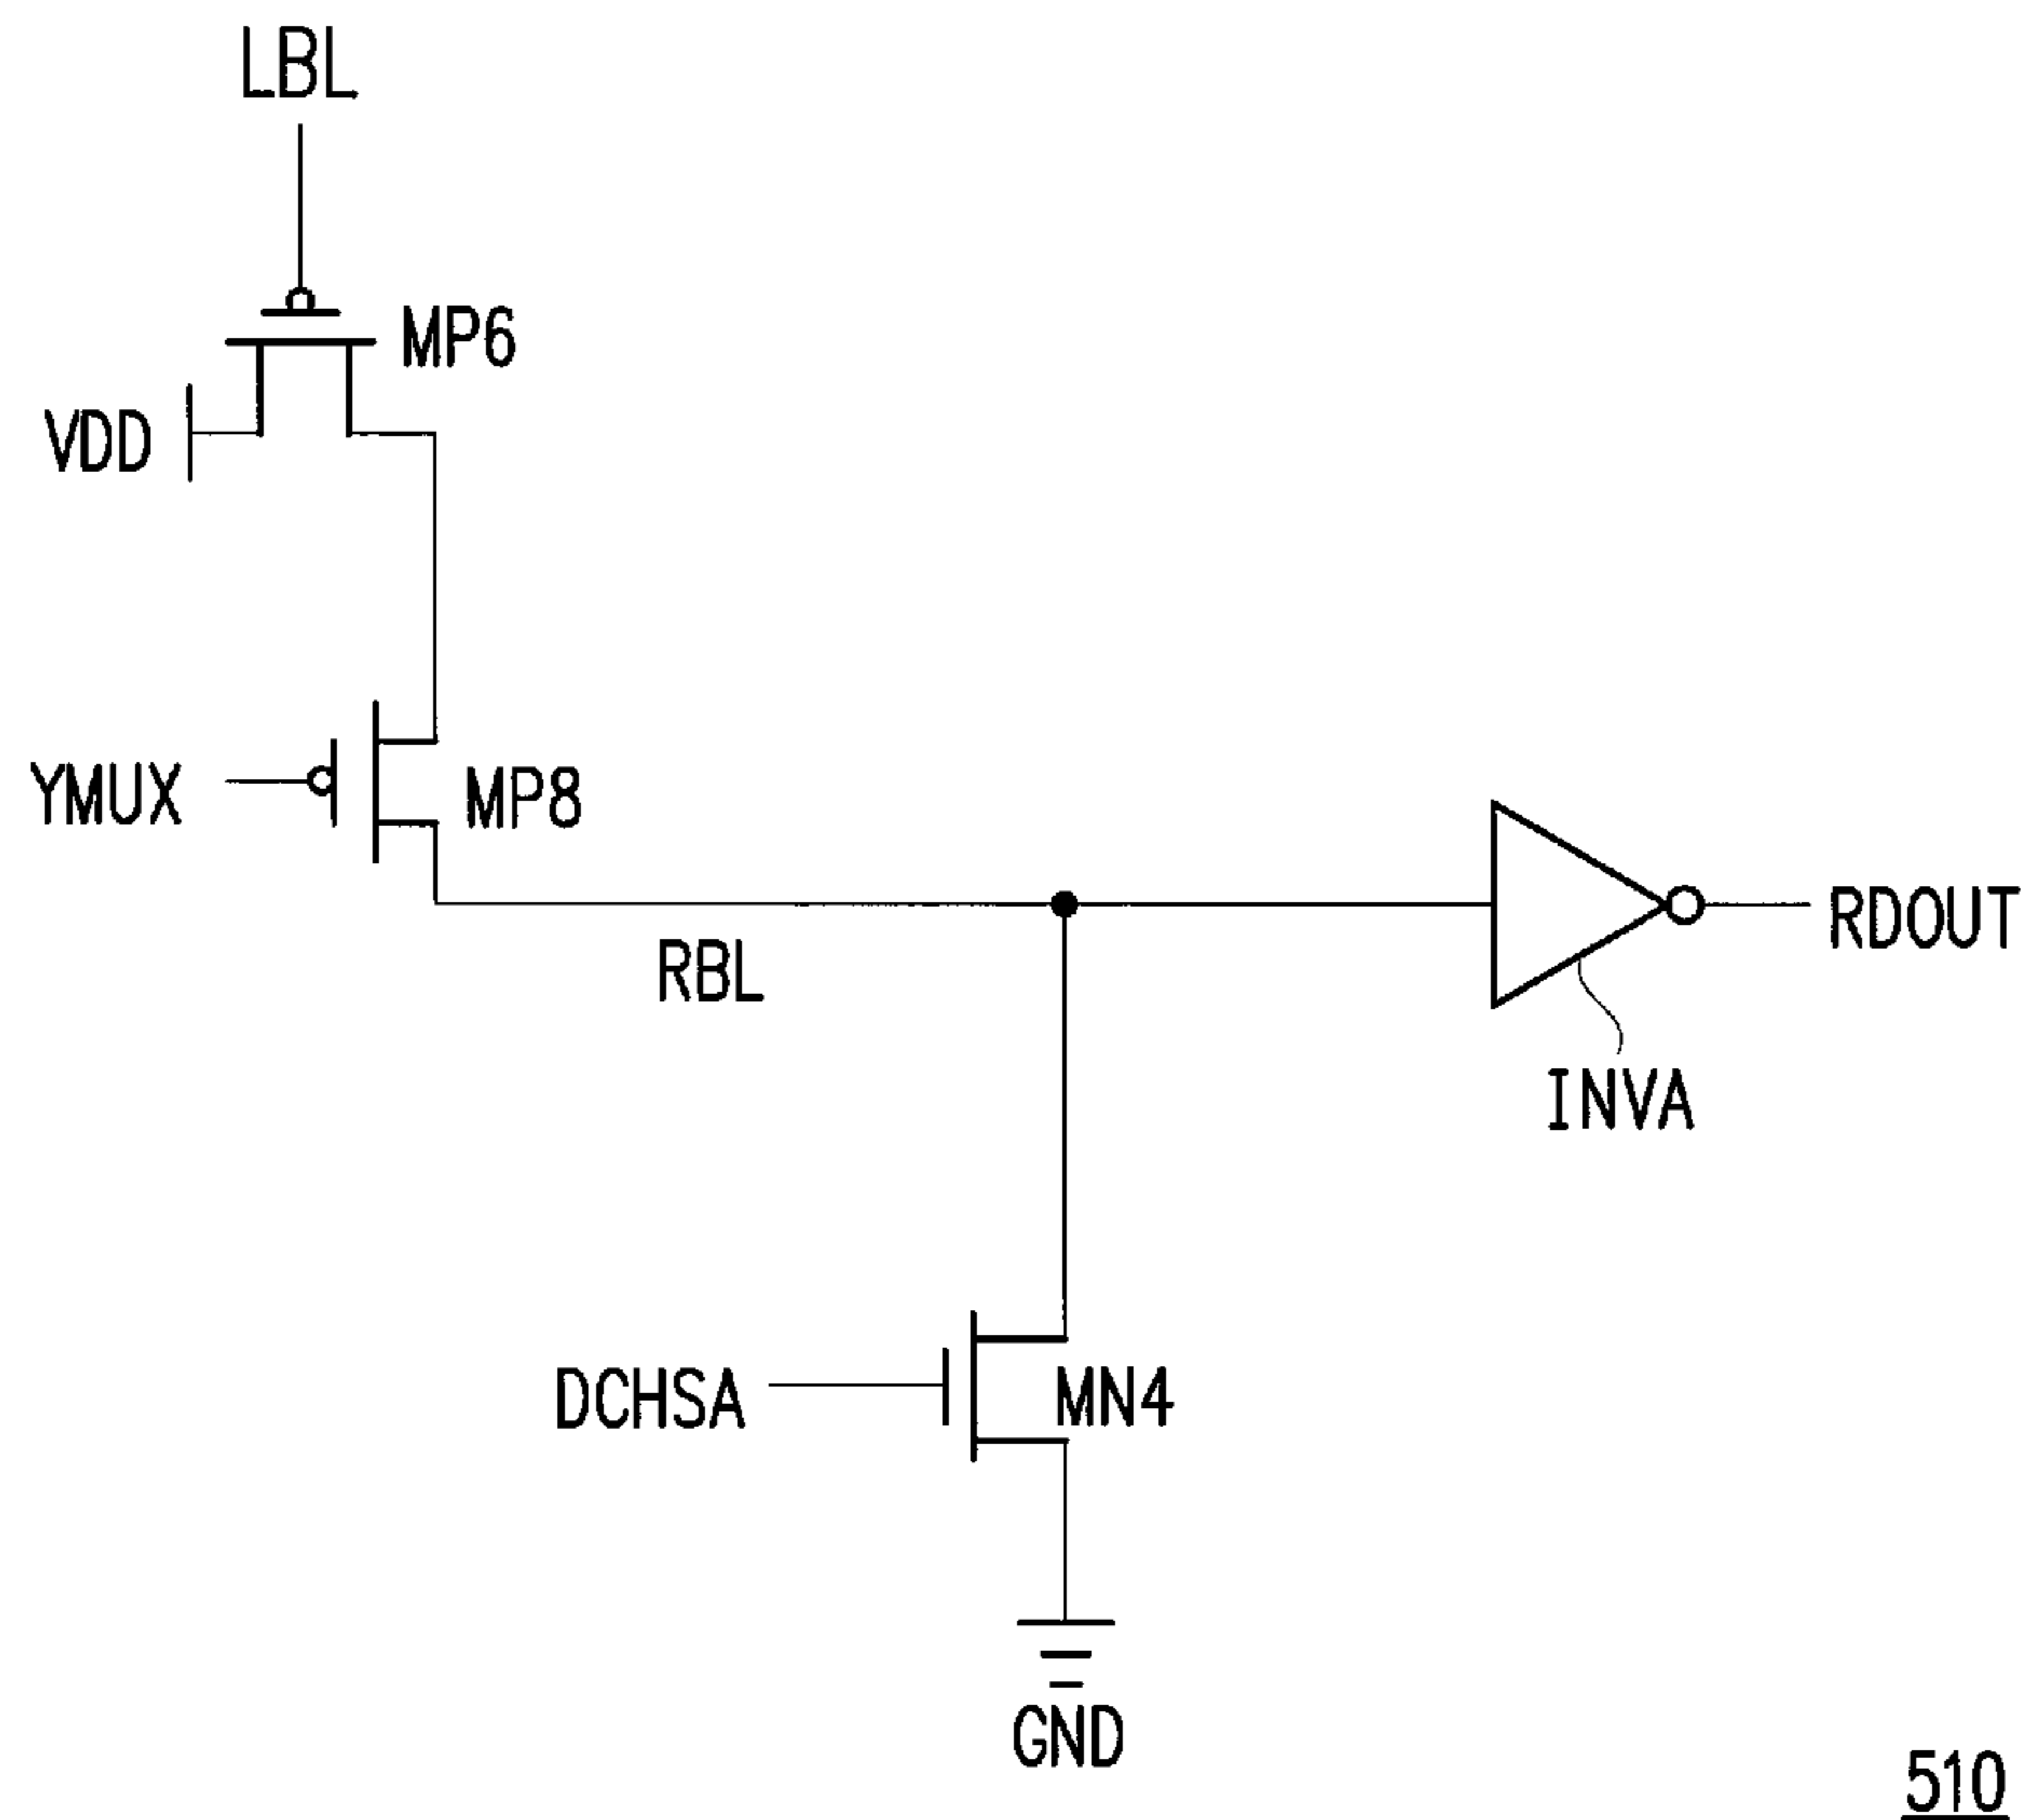 LBL
MP6
VDD
YMUX
MP8
RDOUT
RBL
INVA
DCHSA
MN4
GND
510